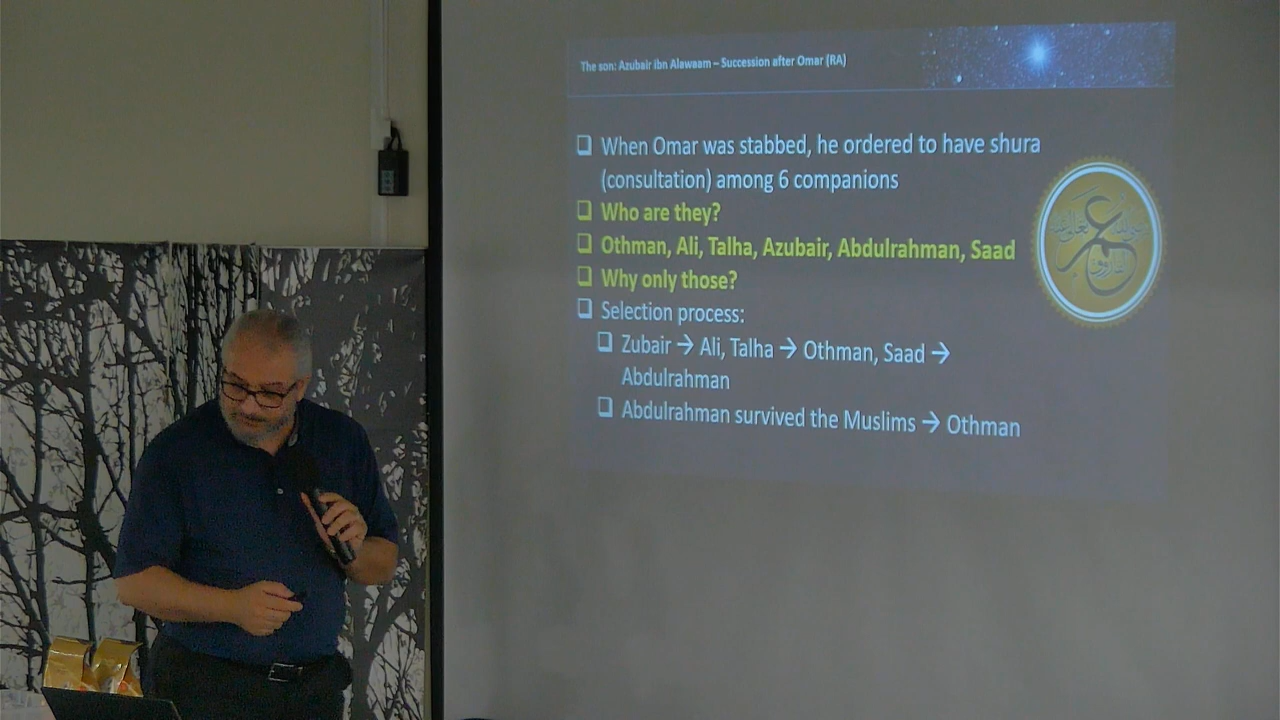 The son: Azubair ibn Alawaam – Succession after Omar (RA)
❑ When Omar was stabbed, he ordered to have shura
(consultation) among 6 companions
❑ Who are they?
❑ Othman, Ali, Talha, Azubair, Abdulrahman, Saad
❑ Why only those?
❑ Selection process:
❑ Zubair → Ali, Talha → Othman, Saad →
Abdulrahman
❑ Abdulrahman survived the Muslims → Othman
عمر
الفاروق